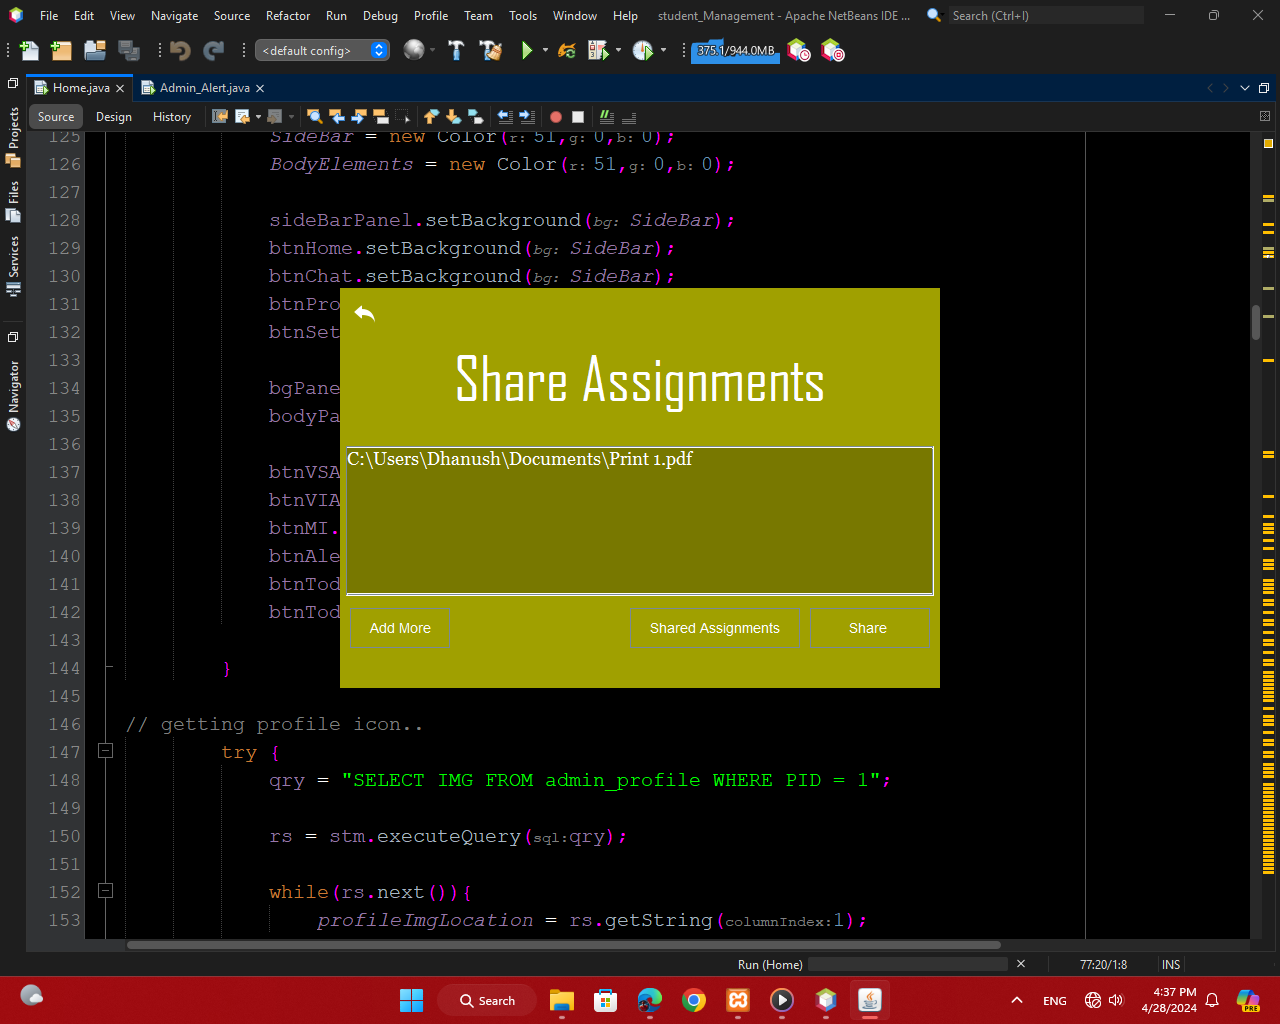 File Edit View Navigate Source Refactor Run Debug Profile Team Tools Window Help student_Management - Apache NetBeans IDE ... Search (Ctrl+I)
<default config> 375.1/944.0MB
Home.java Admin_Alert.java
Source Design History
Projects
Files
Services
Navigator
125 SideBar = new Color(r: 51,g: 0,b: 0);
126 BodyElements = new Color(r: 51,g: 0,b: 0);
127
128 sideBarPanel.setBackground(bg: SideBar);
129 btnHome.setBackground(bg: SideBar);
130 btnChat.setBackground(bg: SideBar);
131 btnPro
132 btnSet
133
134 bgPane
135 bodyPa
136
137 btnVSA
138 btnVIA
139 btnMI.
140 btnAle
141 btnTod
142 btnTod
143
144 }
145
146 // getting profile icon..
147 try {
148 qry = "SELECT IMG FROM admin_profile WHERE PID = 1";
149
150 rs = stm.executeQuery(sql:qry);
151
152 while(rs.next()){
153 profileImgLocation = rs.getString(columnIndex:1);
Share Assignments
C:\Users\Dhanush\Documents\Print 1.pdf
Add More Shared Assignments Share
Run (Home) 77:20/1:8 INS
Search ENG 4:37 PM
4/28/2024
PRE